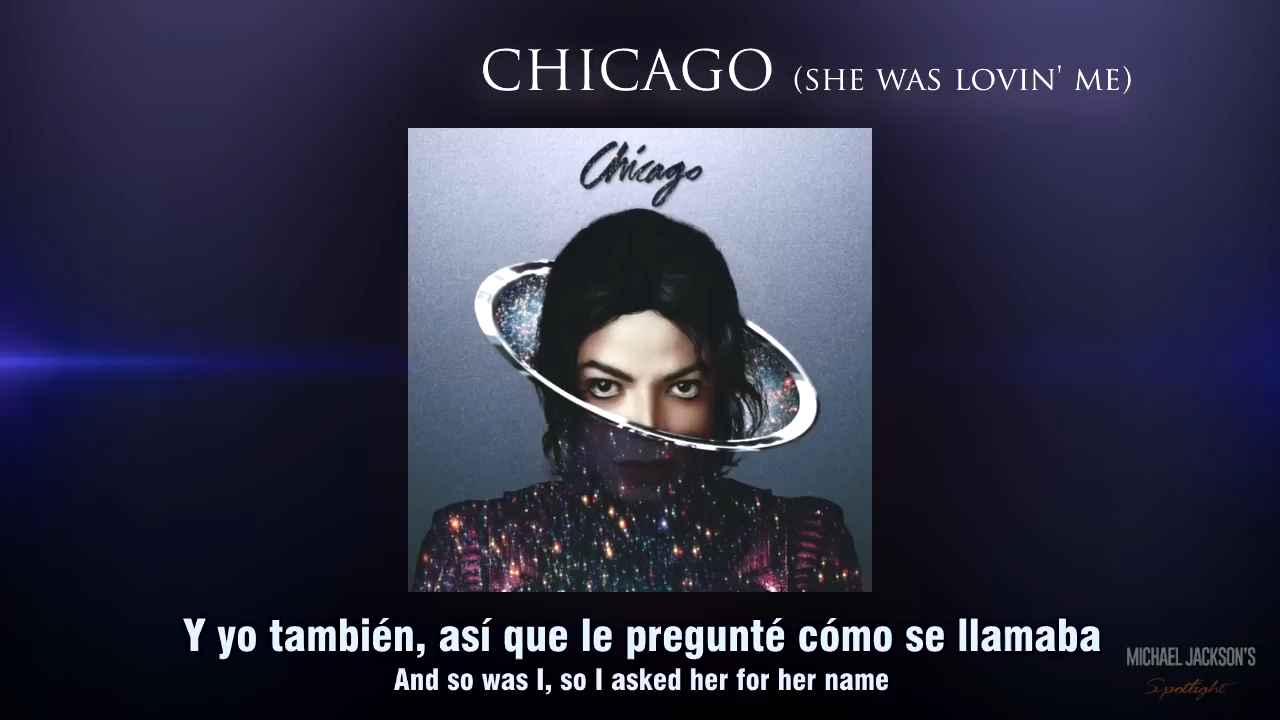 CHICAGO (SHE WAS LOVIN' ME)
Chicago
Y yo también, así que le pregunté cómo se llamaba
And so was I, so I asked her for her name
MICHAEL JACKSON'S
Spotlight